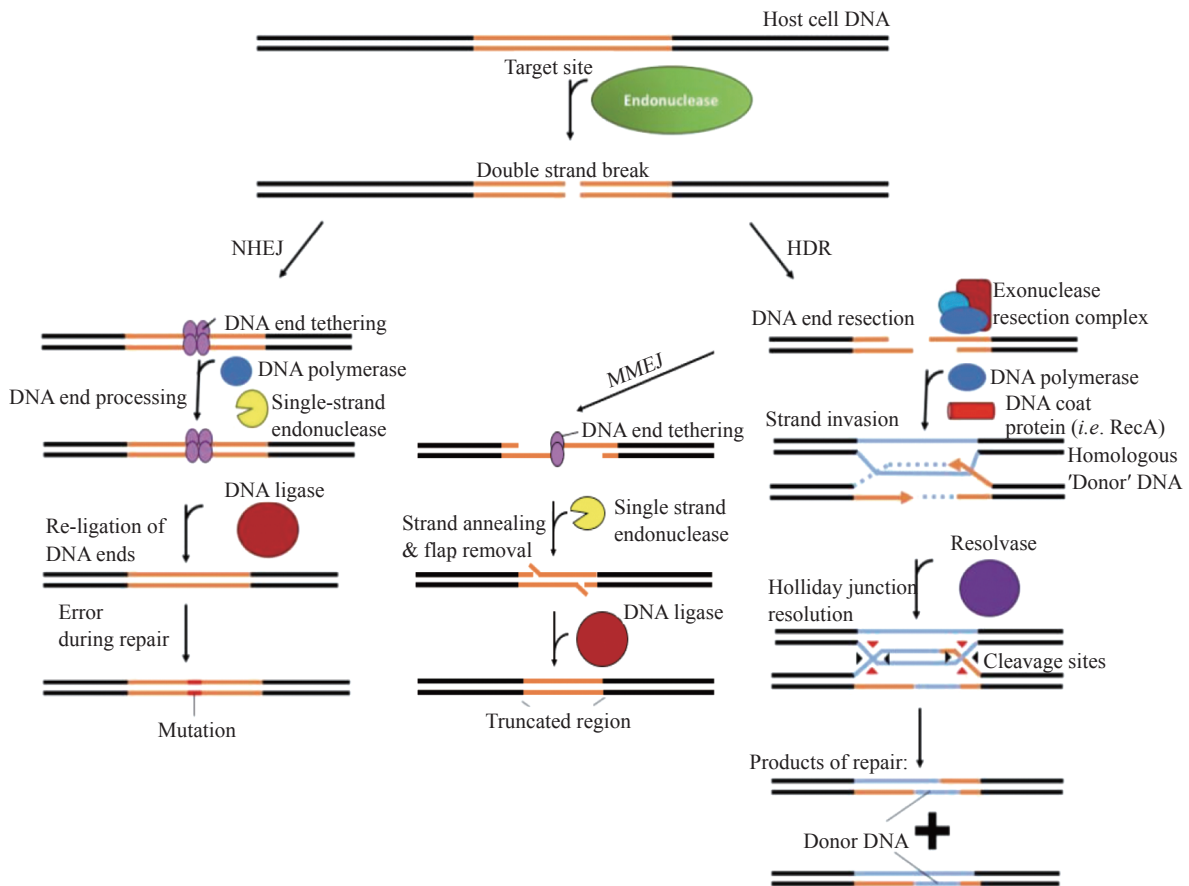 Host cell DNA
Target site
Endonuclease
Double strand break
NHEJ
HDR
DNA end tethering
DNA polymerase
DNA end processing
Single-strand
endonuclease
DNA ligase
Re-ligation of
DNA ends
Error
during repair
Mutation
MMEJ
DNA end tethering
Single strand
endonuclease
Strand annealing
& flap removal
DNA ligase
Truncated region
Exonuclease
resection complex
DNA end resection
DNA polymerase
DNA coat
protein (i.e. RecA)
Strand invasion
Homologous
'Donor' DNA
Resolvase
Holliday junction
resolution
Cleavage sites
Products of repair:
Donor DNA